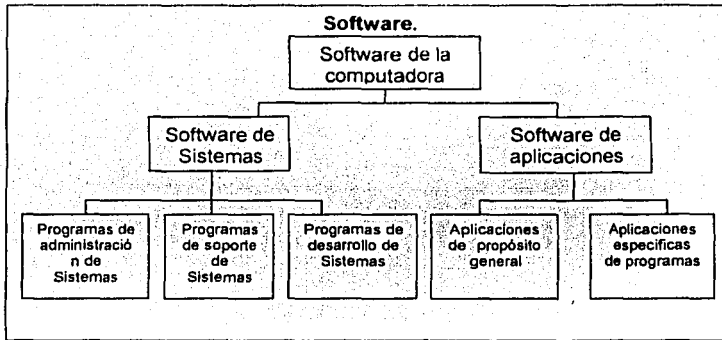 Software.
Software de la
computadora
Software de
Sistemas
Software de
aplicaciones
Programas de
administració
n de
Sistemas
Programas
de soporte
de
Sistemas
Programas de
desarrollo de
Sistemas
Aplicaciones
de propósito
general
Aplicaciones
especificas
de programas